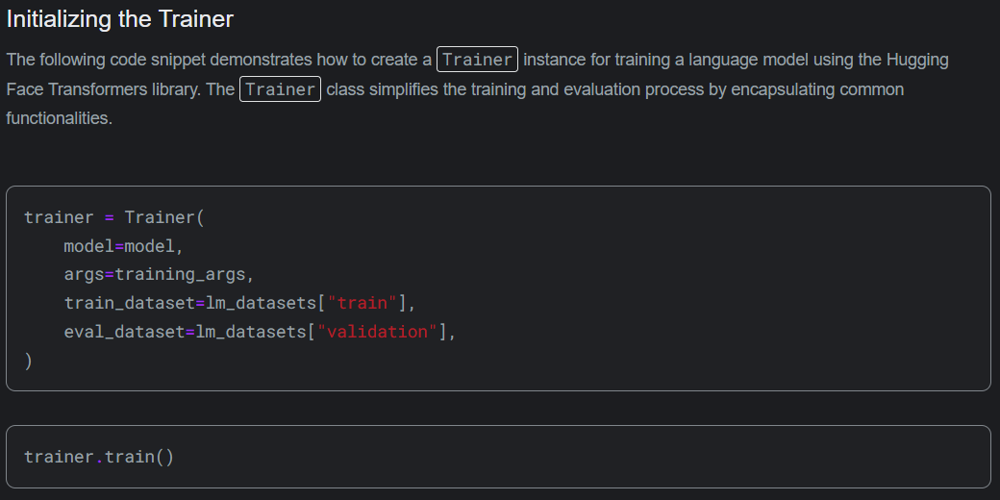 Initializing the Trainer
The following code snippet demonstrates how to create a Trainer instance for training a language model using the Hugging
Face Transformers library. The Trainer class simplifies the training and evaluation process by encapsulating common
functionalities.
trainer = Trainer(
    model=model,
    args=training_args,
    train_dataset=lm_datasets["train"],
    eval_dataset=lm_datasets["validation"],
)
trainer.train()